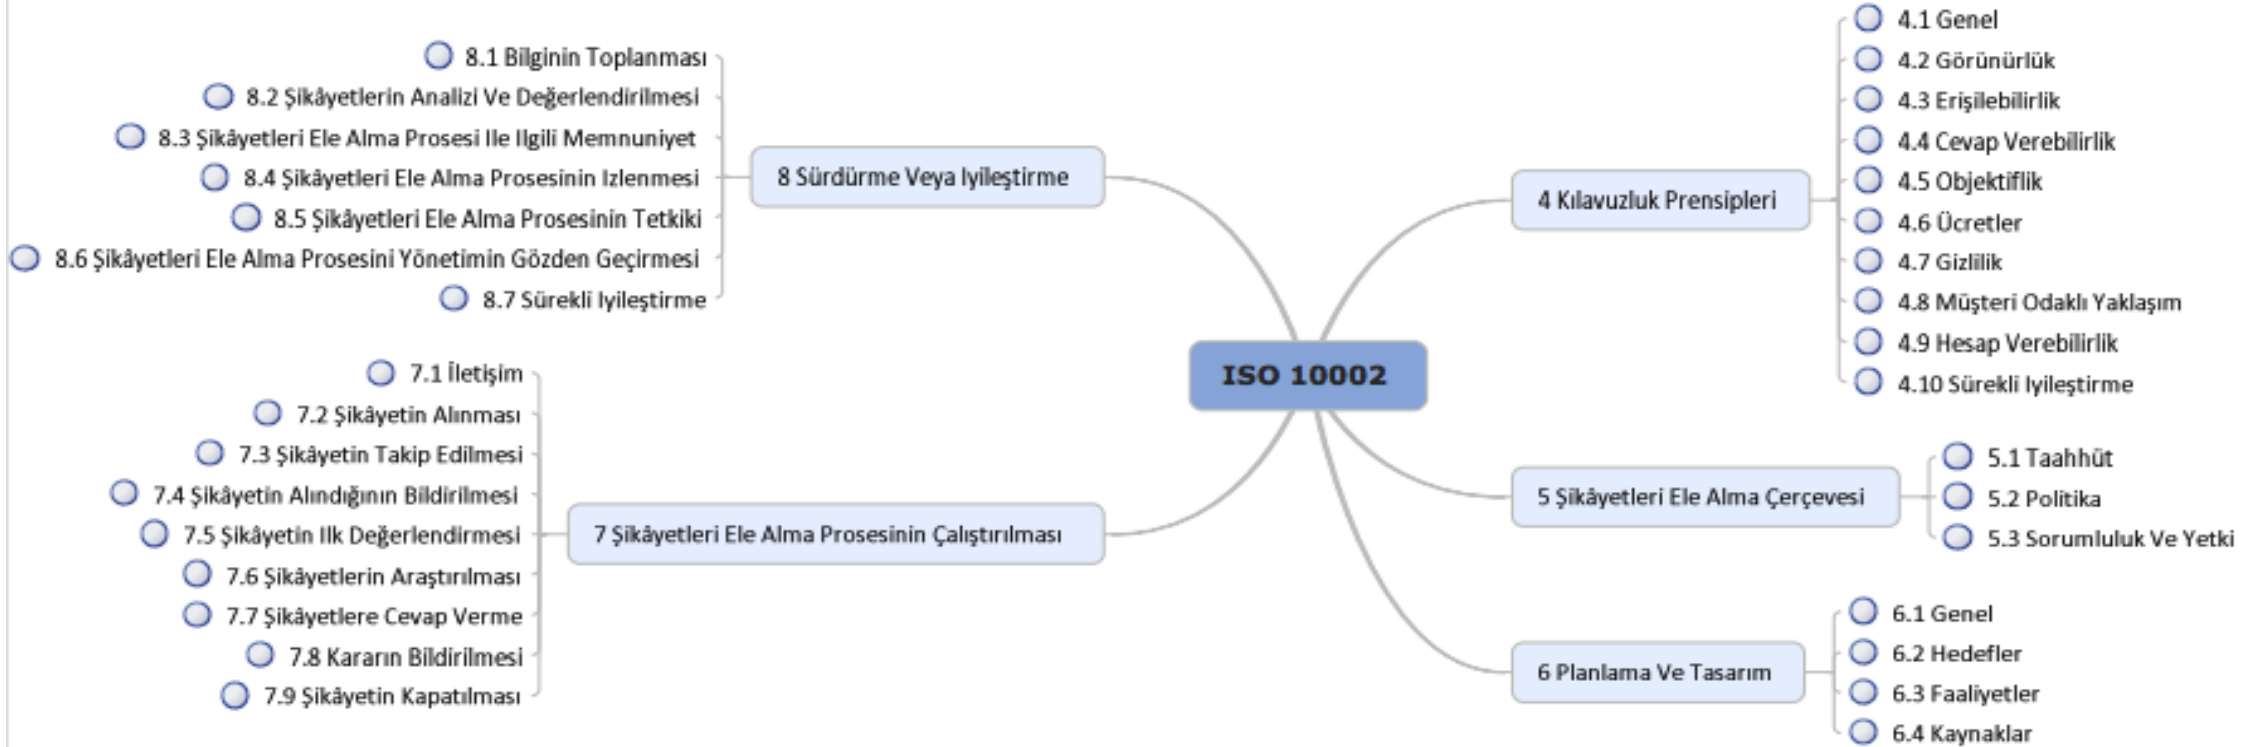 ISO 10002
4 Kılavuzluk Prensipleri
4.1 Genel
4.2 Görünürlük
4.3 Erişilebilirlik
4.4 Cevap Verebilirlik
4.5 Objektiflik
4.6 Ücretler
4.7 Gizlilik
4.8 Müşteri Odaklı Yaklaşım
4.9 Hesap Verebilirlik
4.10 Sürekli Iyileştirme
5 Şikâyetleri Ele Alma Çerçevesi
5.1 Taahhüt
5.2 Politika
5.3 Sorumluluk Ve Yetki
6 Planlama Ve Tasarım
6.1 Genel
6.2 Hedefler
6.3 Faaliyetler
6.4 Kaynaklar
7 Şikâyetleri Ele Alma Prosesinin Çalıştırılması
7.1 İletişim
7.2 Şikâyetin Alınması
7.3 Şikâyetin Takip Edilmesi
7.4 Şikâyetin Alındığının Bildirilmesi
7.5 Şikâyetin Ilk Değerlendirmesi
7.6 Şikâyetlerin Araştırılması
7.7 Şikâyetlere Cevap Verme
7.8 Kararın Bildirilmesi
7.9 Şikâyetin Kapatılması
8 Sürdürme Veya Iyileştirme
8.1 Bilginin Toplanması
8.2 Şikâyetlerin Analizi Ve Değerlendirilmesi
8.3 Şikâyetleri Ele Alma Prosesi Ile Ilgili Memnuniyet
8.4 Şikâyetleri Ele Alma Prosesinin Izlenmesi
8.5 Şikâyetleri Ele Alma Prosesinin Tetkiki
8.6 Şikâyetleri Ele Alma Prosesini Yönetimin Gözden Geçirmesi
8.7 Sürekli Iyileştirme